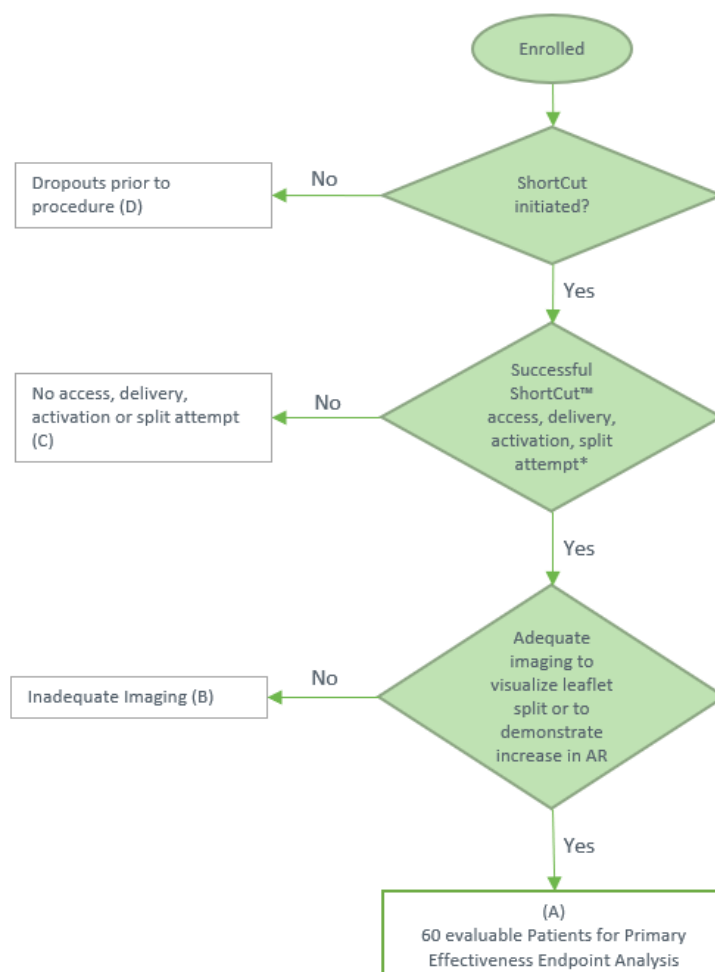 Enrolled
ShortCut
initiated?
No
Dropouts prior to
procedure (D)
Yes
Successful
ShortCut™
access, delivery,
activation, split
attempt*
No
No access, delivery,
activation or split attempt
(C)
Yes
Adequate
imaging to
visualize leaflet
split or to
demonstrate
increase in AR
No
Inadequate Imaging (B)
Yes
(A)
60 evaluable Patients for Primary
Effectiveness Endpoint Analysis